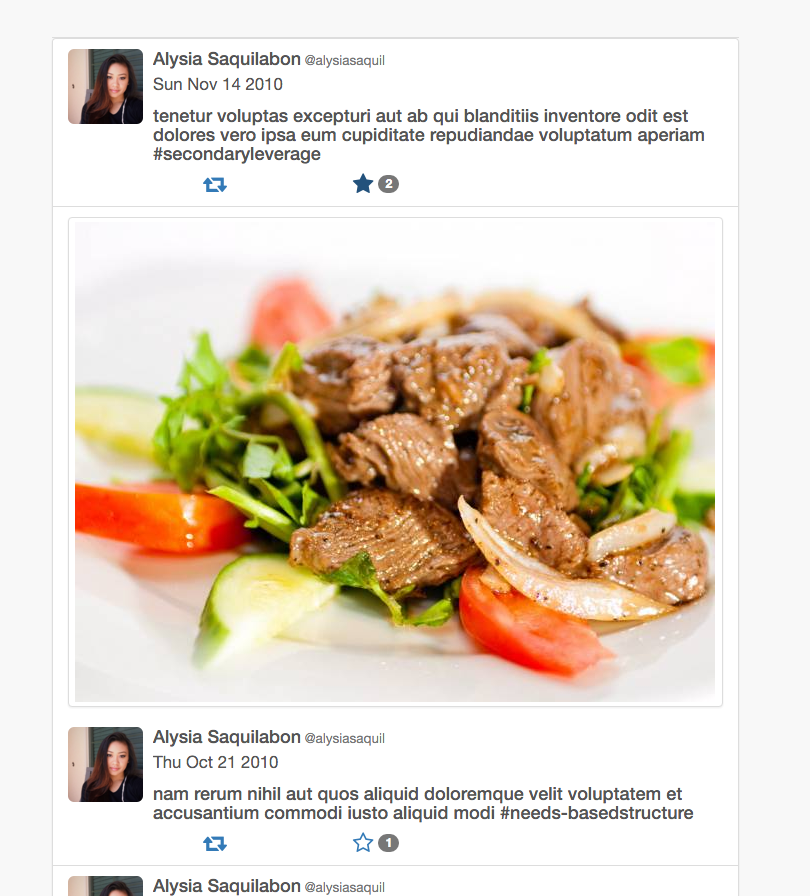 Alysia Saquilabon @alysiasaquil
Sun Nov 14 2010
tenetur voluptas excepturi aut ab qui blanditiis inventore odit est
dolores vero ipsa eum cupiditate repudiandae voluptatum aperiam
#secondaryleverage
2
Alysia Saquilabon @alysiasaquil
Thu Oct 21 2010
nam rerum nihil aut quos aliquid doloremque velit voluptatem et
accusantium commodi iusto aliquid modi #needs-basedstructure
1
Alysia Saquilabon @alysiasaquil